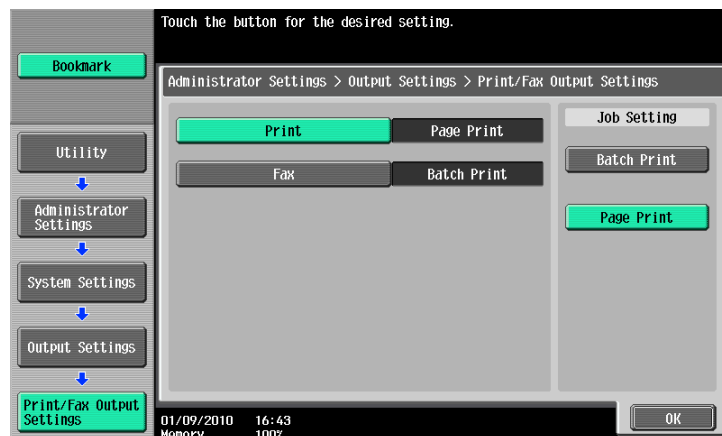 Touch the button for the desired setting.
Bookmark
Administrator Settings > Output Settings > Print/Fax Output Settings
Print Page Print
Fax Batch Print
Job Setting
Batch Print
Page Print
Utility
Administrator
Settings
System Settings
Output Settings
Print/Fax Output
Settings
01/09/2010 16:43
Memory 100%
OK